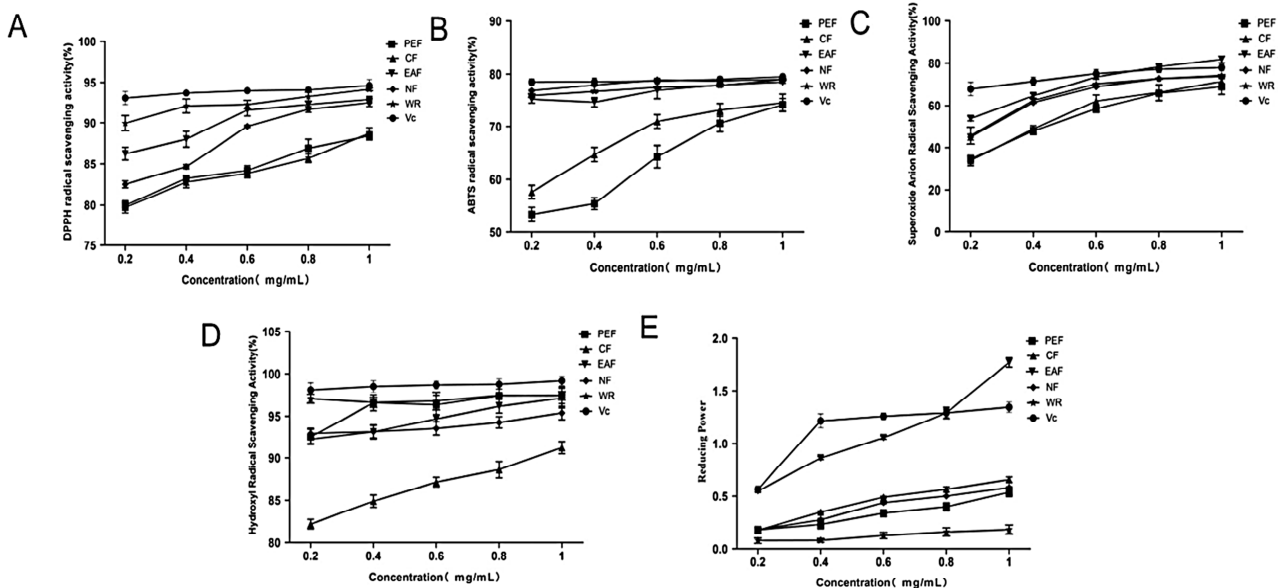 A
DPPH radical scavenging activity(%)
100
95
90
85
80
75
0.2 0.4 0.6 0.8 1
Concentration( mg/mL)
PEF
CF
EAF
NF
WR
Vc
B
ABTS radical scavenging activity(%)
90
80
70
60
50
0.2 0.4 0.6 0.8 1
Concentration( mg/mL)
PEF
CF
EAF
NF
WR
Vc
C
Superoxide Anion Radical Scavenging Activity(%)
100
80
60
40
20
0
0.2 0.4 0.6 0.8 1
Concentration( mg/mL)
PEF
CF
EAF
NF
WR
Vc
D
Hydroxyl Radical Scavenging Activity(%)
105
100
95
90
85
80
0.2 0.4 0.6 0.8 1
Concentration( mg/mL)
PEF
CF
EAF
NF
WR
Vc
E
Reducing Power
2.0
1.5
1.0
0.5
0.0
0.2 0.4 0.6 0.8 1
Concentration( mg/mL)
PEF
CF
EAF
NF
WR
Vc